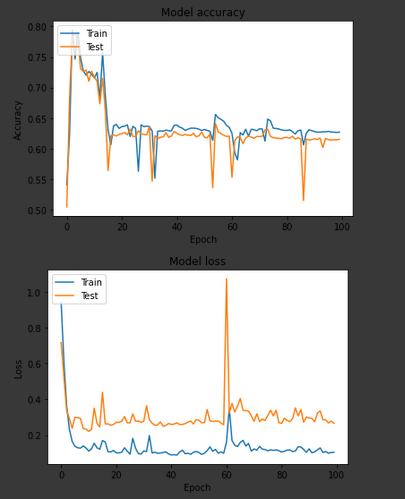 Model accuracy
0.80
0.75
0.70
0.65
0.60
0.55
0.50
Accuracy
Train
Test
0 20 40 60 80 100
Epoch
Model loss
1.0
0.8
0.6
0.4
0.2
Loss
Train
Test
0 20 40 60 80 100
Epoch